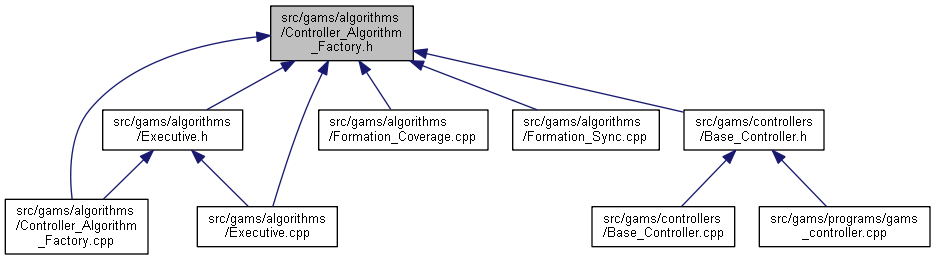 src/gams/algorithms
/Controller_Algorithm
_Factory.h
src/gams/algorithms
/Executive.h
src/gams/algorithms
/Formation_Coverage.cpp
src/gams/algorithms
/Formation_Sync.cpp
src/gams/controllers
/Base_Controller.h
src/gams/algorithms
/Controller_Algorithm
_Factory.cpp
src/gams/algorithms
/Executive.cpp
src/gams/controllers
/Base_Controller.cpp
src/gams/programs/gams
_controller.cpp